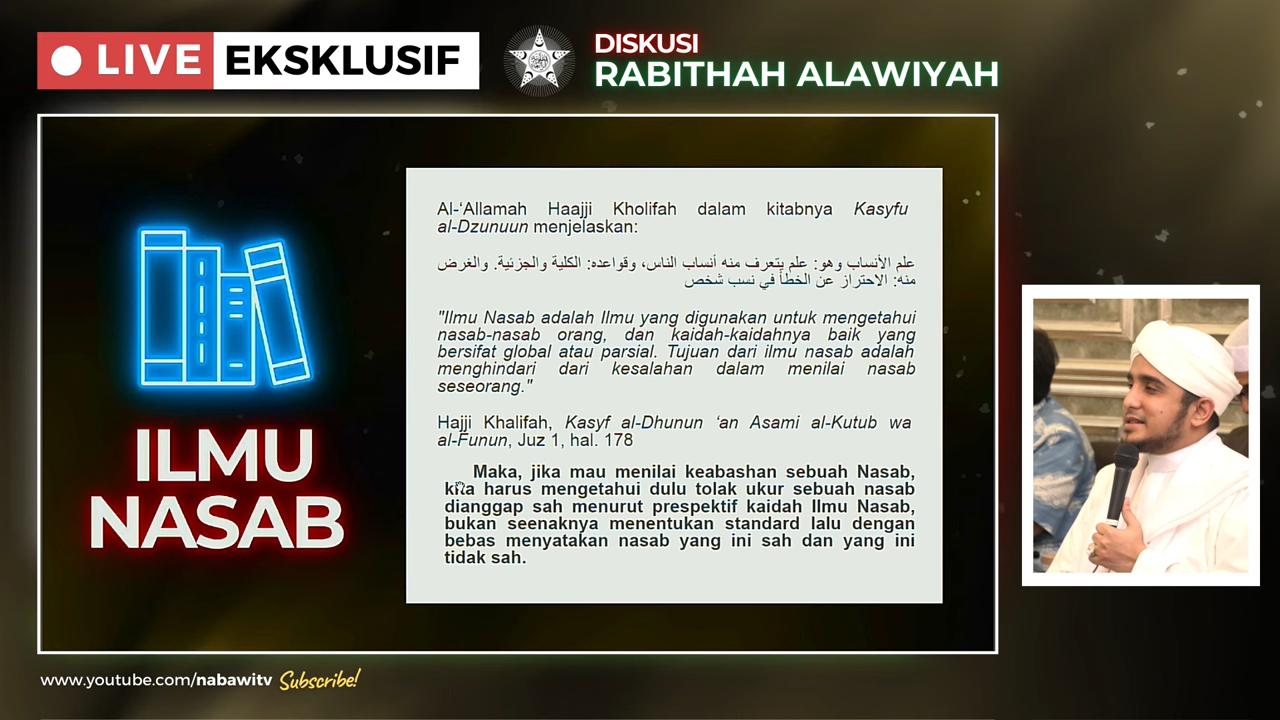 LIVE EKSKLUSIF
DISKUSI
RABITHAH ALAWIYAH
ILMU
NASAB
Al-‘Allamah Haajji Kholifah dalam kitabnya Kasyfu
al-Dzunuun menjelaskan:
علم الأنساب وهو: علم يتعرف منه أنساب الناس، وقواعده: الكلية والجزئية. والغرض
منه: الاحتراز عن الخطأ في نسب شخص
"Ilmu Nasab adalah Ilmu yang digunakan untuk mengetahui
nasab-nasab orang, dan kaidah-kaidahnya baik yang
bersifat global atau parsial. Tujuan dari ilmu nasab adalah
menghindari dari kesalahan dalam menilai nasab
seseorang."
Hajji Khalifah, Kasyf al-Dhunun ‘an Asami al-Kutub wa
al-Funun, Juz 1, hal. 178
Maka, jika mau menilai keabashan sebuah Nasab,
kita harus mengetahui dulu tolak ukur sebuah nasab
dianggap sah menurut prespektif kaidah Ilmu Nasab,
bukan seenaknya menentukan standard lalu dengan
bebas menyatakan nasab yang ini sah dan yang ini
tidak sah.
www.youtube.com/nabawitv Subscribe!